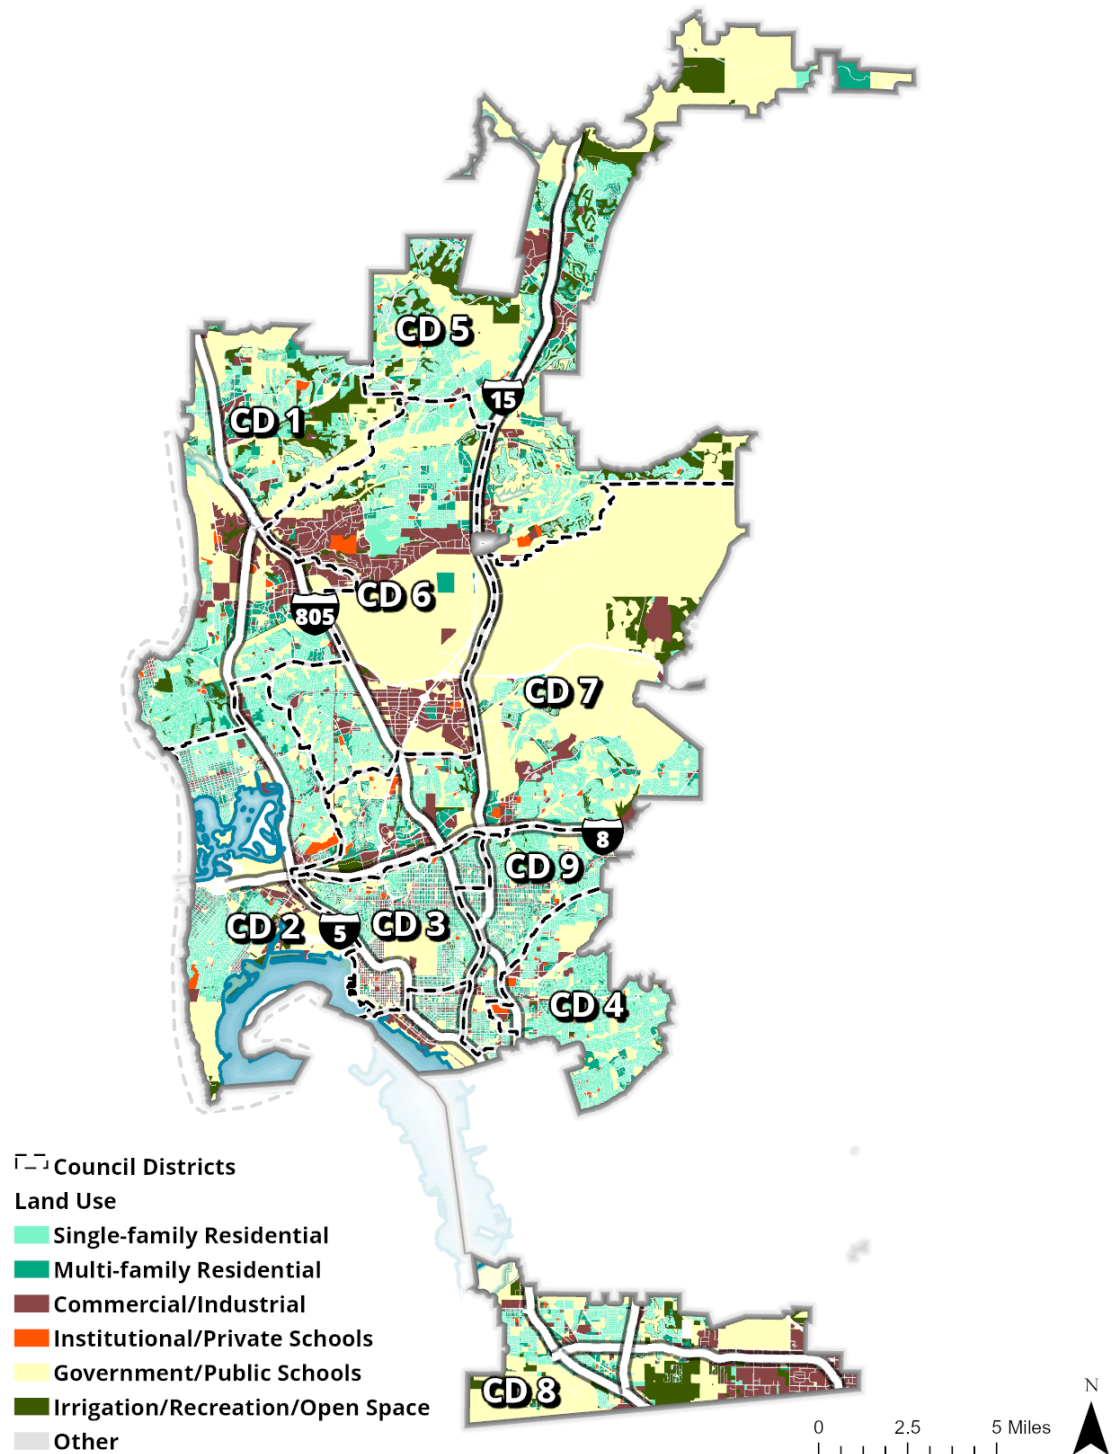 CD 5
15
CD 1
CD 6
805
CD 7
8
CD 9
CD 2
5
CD 3
CD 4
Council Districts
Land Use
Single-family Residential
Multi-family Residential
Commercial/Industrial
Institutional/Private Schools
Government/Public Schools
Irrigation/Recreation/Open Space
Other
CD 8
N
0 2.5 5 Miles